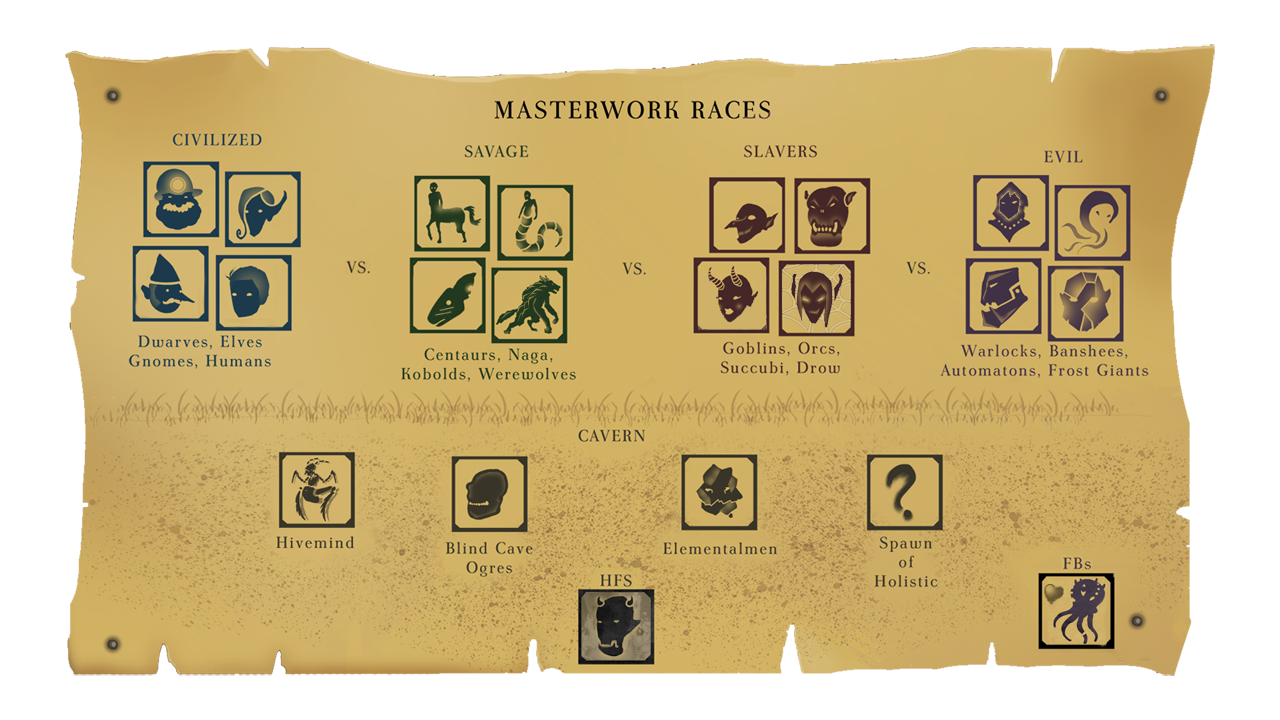 MASTERWORK RACES
CIVILIZED
SAVAGE
SLAVERS
EVIL
VS.
VS.
VS.
Dwarves, Elves
Gnomes, Humans
Centaurs, Naga,
Kobolds, Werewolves
Goblins, Orcs,
Succubi, Drow
Warlocks, Banshees,
Automatons, Frost Giants
CAVERN
Hivemind
Blind Cave
Ogres
Elementalmen
Spawn
of
Holistic
HFS
FBs